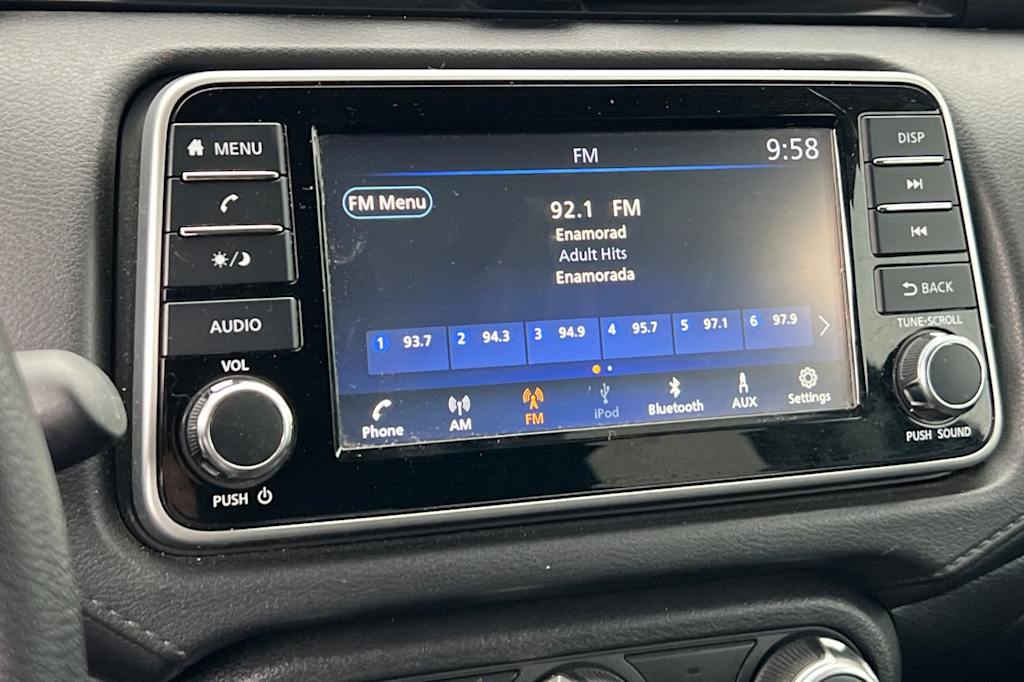 MENU
AUDIO
VOL
PUSH
FM
9:58
FM Menu
92.1 FM
Enamorad
Adult Hits
Enamorada
1 93.7 2 94.3 3 94.9 4 95.7 5 97.1 6 97.9
Phone AM FM iPod Bluetooth AUX Settings
DISP
BACK
TUNE·SCROLL
PUSH SOUND